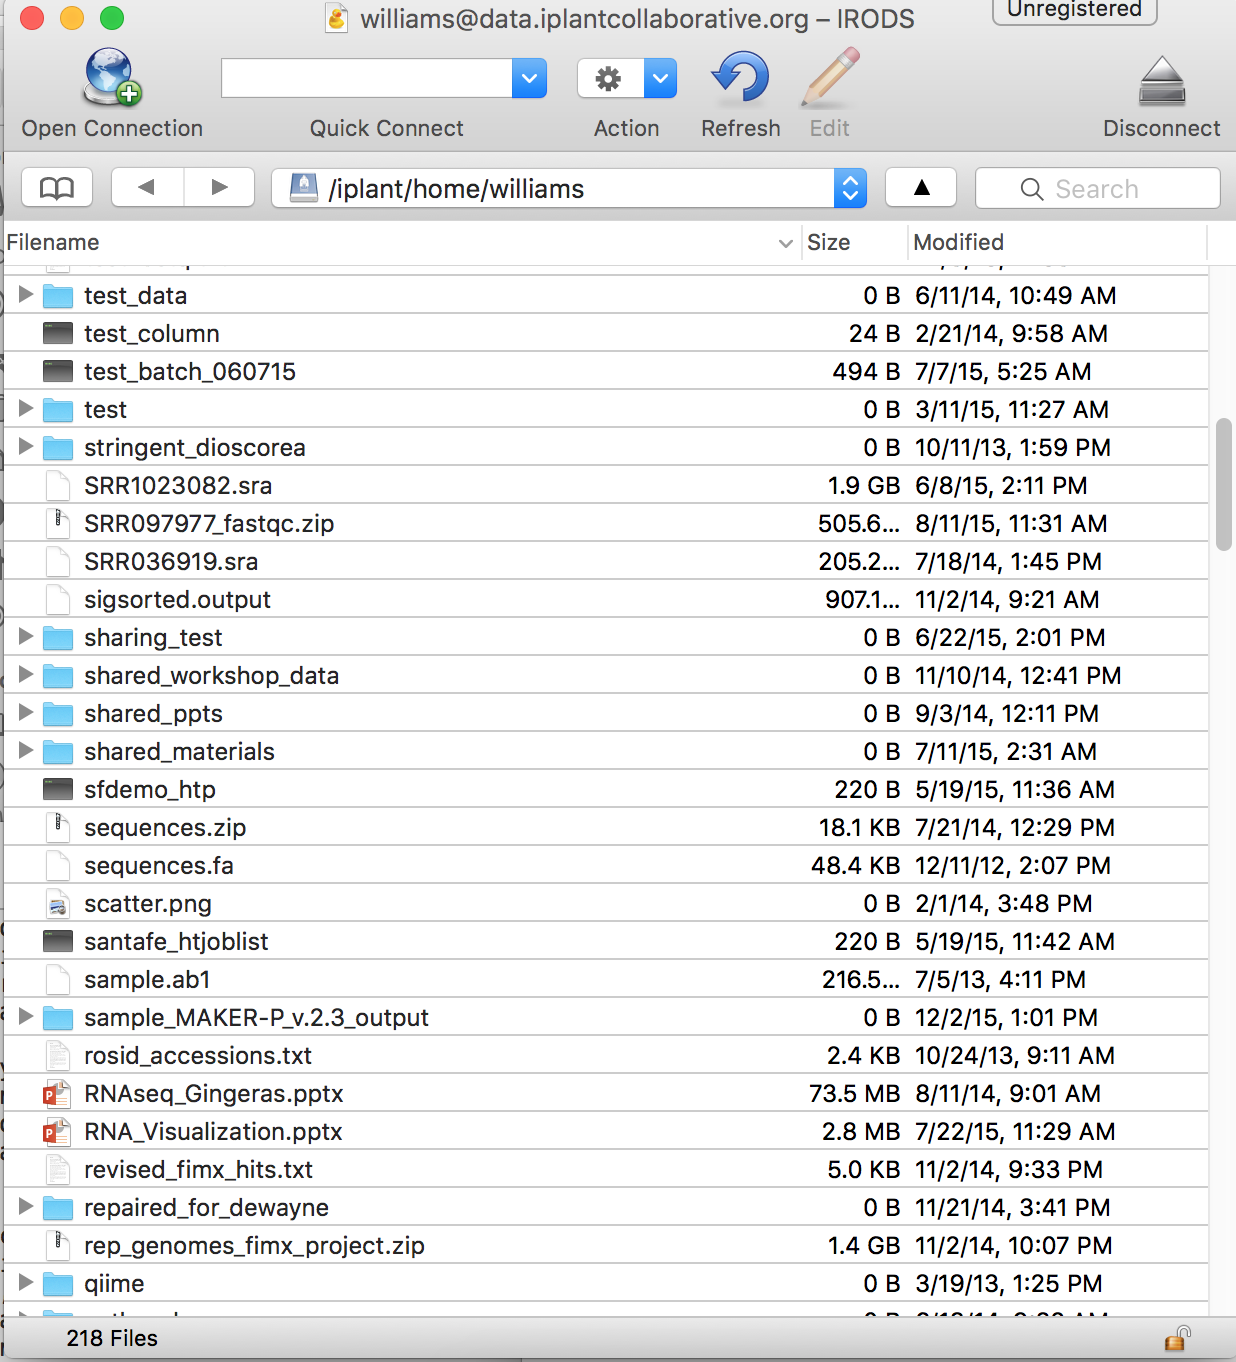 williams@data.iplantcollaborative.org – IRODS
Unregistered
Open Connection
Quick Connect
Action
Refresh
Edit
Disconnect
/iplant/home/williams
Search
Filename Size Modified
test_data 0 B 6/11/14, 10:49 AM
test_column 24 B 2/21/14, 9:58 AM
test_batch_060715 494 B 7/7/15, 5:25 AM
test 0 B 3/11/15, 11:27 AM
stringent_dioscorea 0 B 10/11/13, 1:59 PM
SRR1023082.sra 1.9 GB 6/8/15, 2:11 PM
SRR097977_fastqc.zip 505.6... 8/11/15, 11:31 AM
SRR036919.sra 205.2... 7/18/14, 1:45 PM
sigsorted.output 907.1... 11/2/14, 9:21 AM
sharing_test 0 B 6/22/15, 2:01 PM
shared_workshop_data 0 B 11/10/14, 12:41 PM
shared_ppts 0 B 9/3/14, 12:11 PM
shared_materials 0 B 7/11/15, 2:31 AM
sfdemo_htp 220 B 5/19/15, 11:36 AM
sequences.zip 18.1 KB 7/21/14, 12:29 PM
sequences.fa 48.4 KB 12/11/12, 2:07 PM
scatter.png 0 B 2/1/14, 3:48 PM
santafe_htjoblist 220 B 5/19/15, 11:42 AM
sample.ab1 216.5... 7/5/13, 4:11 PM
sample_MAKER-P_v.2.3_output 0 B 12/2/15, 1:01 PM
rosid_accessions.txt 2.4 KB 10/24/13, 9:11 AM
RNAseq_Gingeras.pptx 73.5 MB 8/11/14, 9:01 AM
RNA_Visualization.pptx 2.8 MB 7/22/15, 11:29 AM
revised_fimx_hits.txt 5.0 KB 11/2/14, 9:33 PM
repaired_for_dewayne 0 B 11/21/14, 3:41 PM
rep_genomes_fimx_project.zip 1.4 GB 11/2/14, 10:07 PM
qiime 0 B 3/19/13, 1:25 PM
218 Files